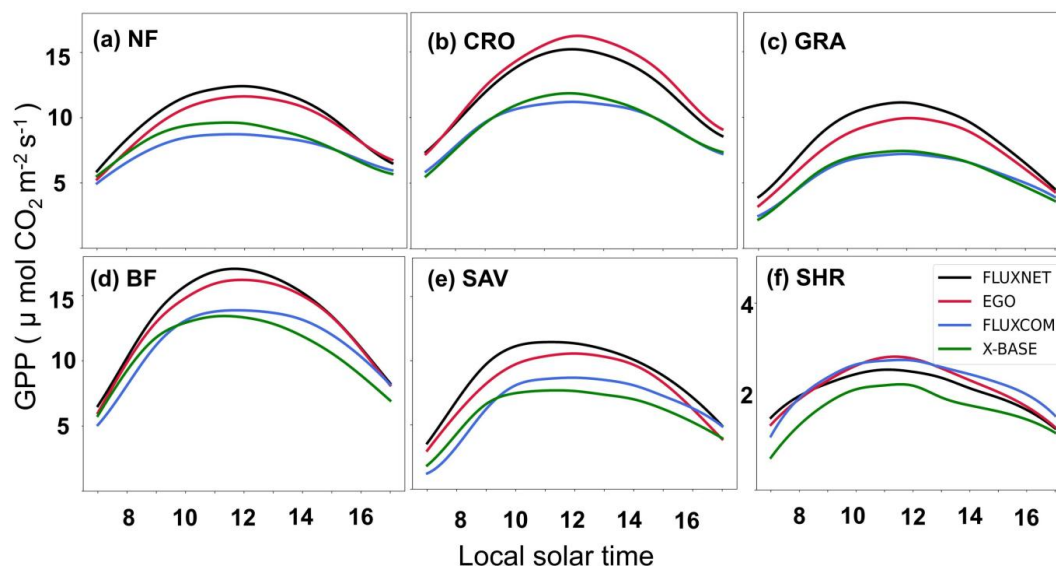 (a) NF
(b) CRO
(c) GRA
15
10
5
(d) BF
(e) SAV
(f) SHR
FLUXNET
EGO
FLUXCOM
X-BASE
15
10
5
4
2
GPP ( μ mol CO₂ m⁻² s⁻¹)
8 10 12 14 16
8 10 12 14 16
8 10 12 14 16
Local solar time